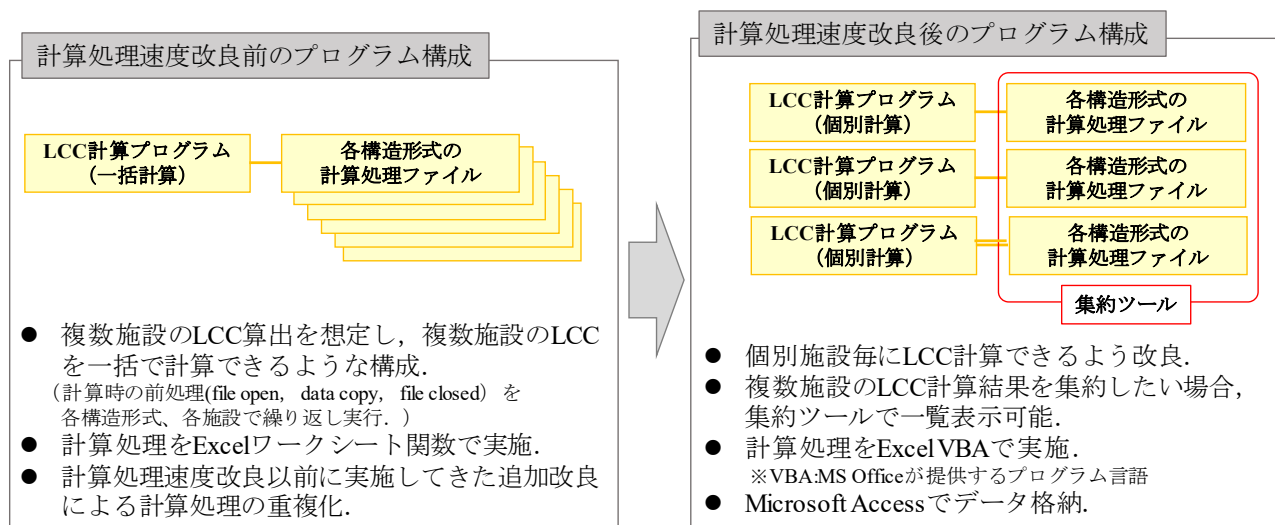 計算処理速度改良前のプログラム構成
LCC計算プログラム
（一括計算）
各構造形式の
計算処理ファイル
● 複数施設のLCC算出を想定し，複数施設のLCC
を一括で計算できるような構成．
（計算時の前処理(file open，data copy，file closed）を
各構造形式、各施設で繰り返し実行．）
● 計算処理をExcelワークシート関数で実施．
● 計算処理速度改良以前に実施してきた追加改良
による計算処理の重複化．
計算処理速度改良後のプログラム構成
LCC計算プログラム
（個別計算）
各構造形式の
計算処理ファイル
LCC計算プログラム
（個別計算）
各構造形式の
計算処理ファイル
LCC計算プログラム
（個別計算）
各構造形式の
計算処理ファイル
集約ツール
● 個別施設毎にLCC計算できるよう改良．
● 複数施設のLCC計算結果を集約したい場合，
集約ツールで一覧表示可能．
● 計算処理をExcel VBAで実施．
※VBA:MS Officeが提供するプログラム言語
● Microsoft Accessでデータ格納．